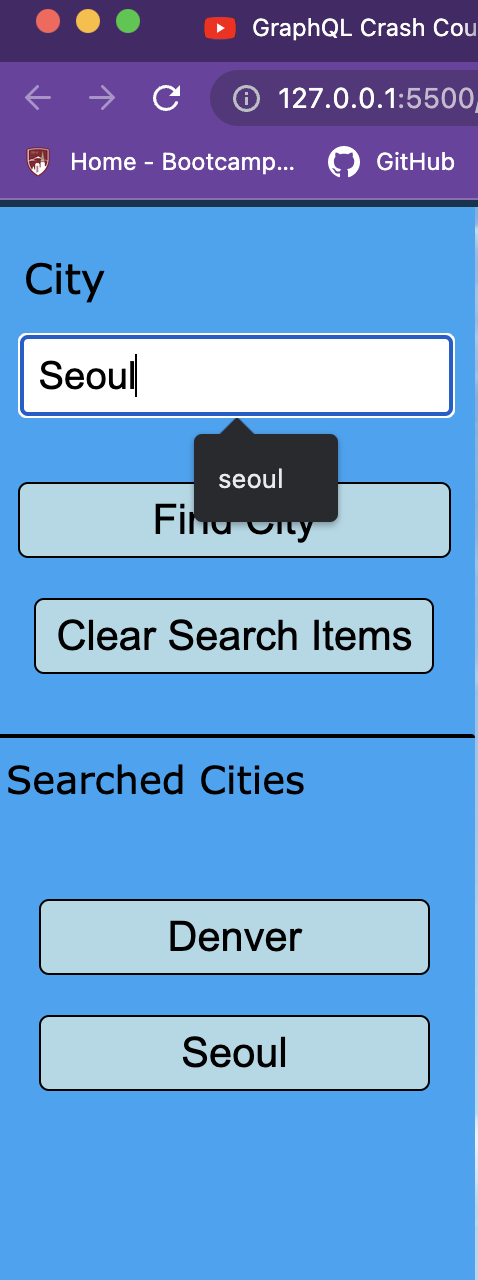 GraphQL Crash Cou
127.0.0.1:5500/
Home - Bootcamp...
GitHub
City
Seoul
seoul
Find City
Clear Search Items
Searched Cities
Denver
Seoul